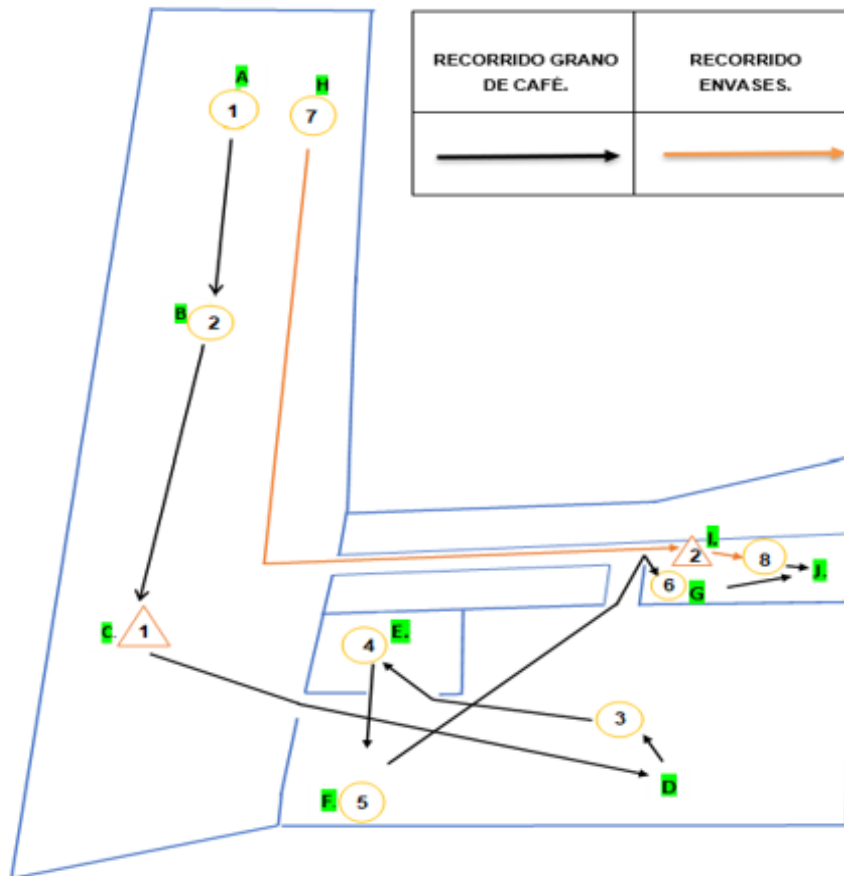 RECORRIDO GRANO
DE CAFÉ.
RECORRIDO
ENVASES.
A
H
1
7
B
2
C.
1
I.
2
8
J.
6
G
4
E.
3
D
F.
5